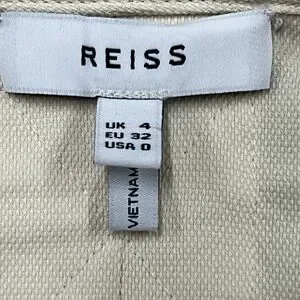 REISS
UK 4
EU 32
USA 0
VIETNAM